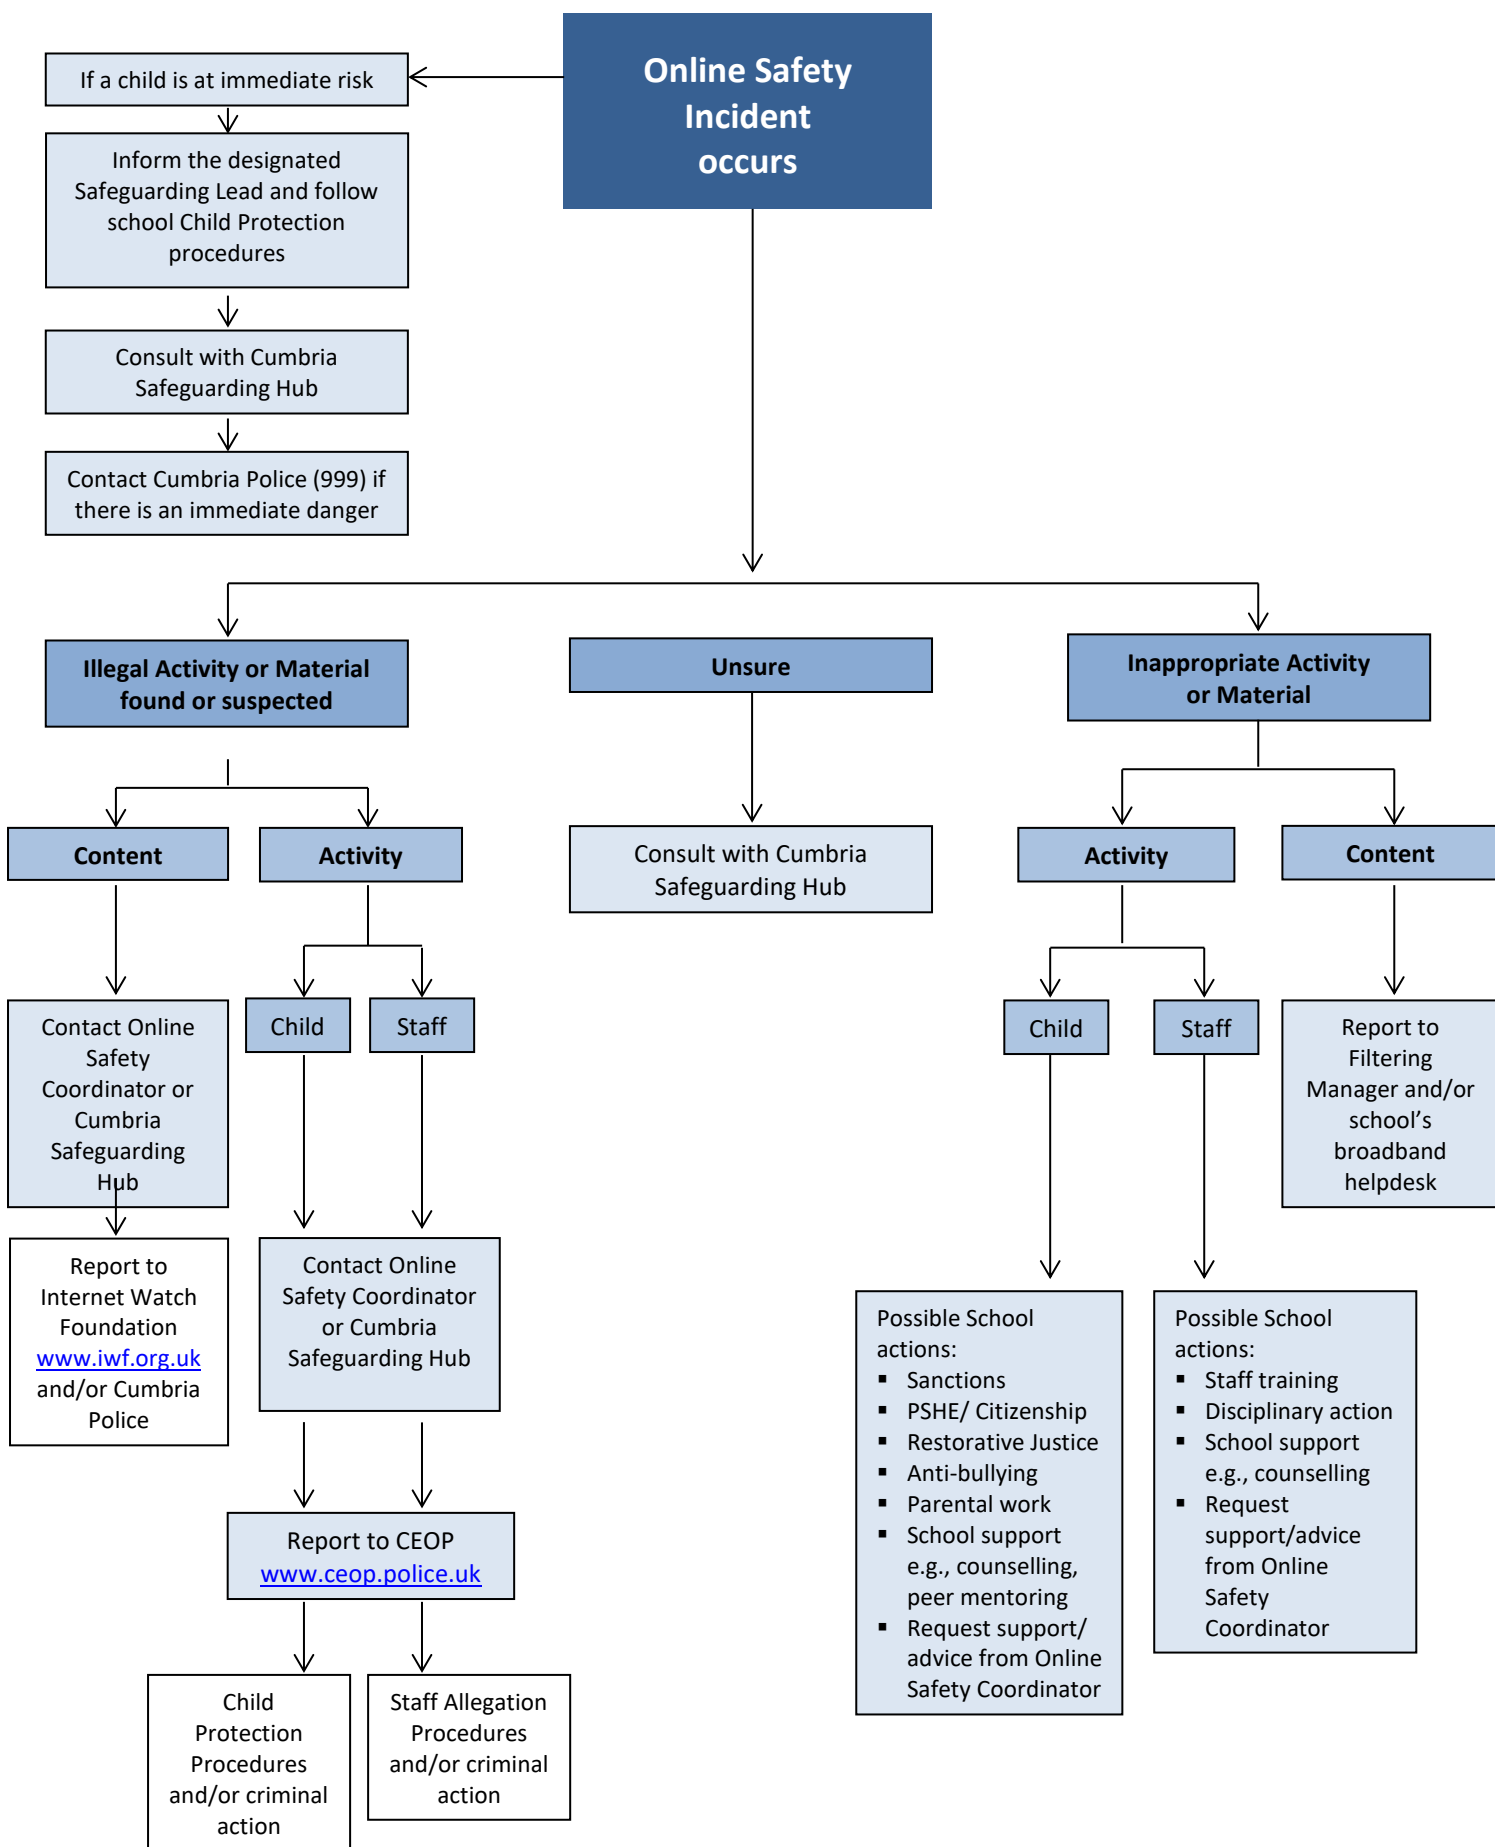 Online Safety
Incident
occurs
If a child is at immediate risk
Inform the designated
Safeguarding Lead and follow
school Child Protection
procedures
Consult with Cumbria
Safeguarding Hub
Contact Cumbria Police (999) if
there is an immediate danger
Illegal Activity or Material
found or suspected
Unsure
Inappropriate Activity
or Material
Content
Activity
Consult with Cumbria
Safeguarding Hub
Activity
Content
Contact Online
Safety
Coordinator or
Cumbria
Safeguarding
Hub
Child
Staff
Child
Staff
Report to
Filtering
Manager and/or
school’s
broadband
helpdesk
Report to
Internet Watch
Foundation
www.iwf.org.uk
and/or Cumbria
Police
Contact Online
Safety Coordinator
or Cumbria
Safeguarding Hub
Possible School
actions:
▪ Sanctions
▪ PSHE/ Citizenship
▪ Restorative Justice
▪ Anti-bullying
▪ Parental work
▪ School support
e.g., counselling,
peer mentoring
▪ Request support/
advice from Online
Safety Coordinator
Possible School
actions:
▪ Staff training
▪ Disciplinary action
▪ School support
e.g., counselling
▪ Request
support/advice
from Online
Safety
Coordinator
Report to CEOP
www.ceop.police.uk
Child
Protection
Procedures
and/or criminal
action
Staff Allegation
Procedures
and/or criminal
action